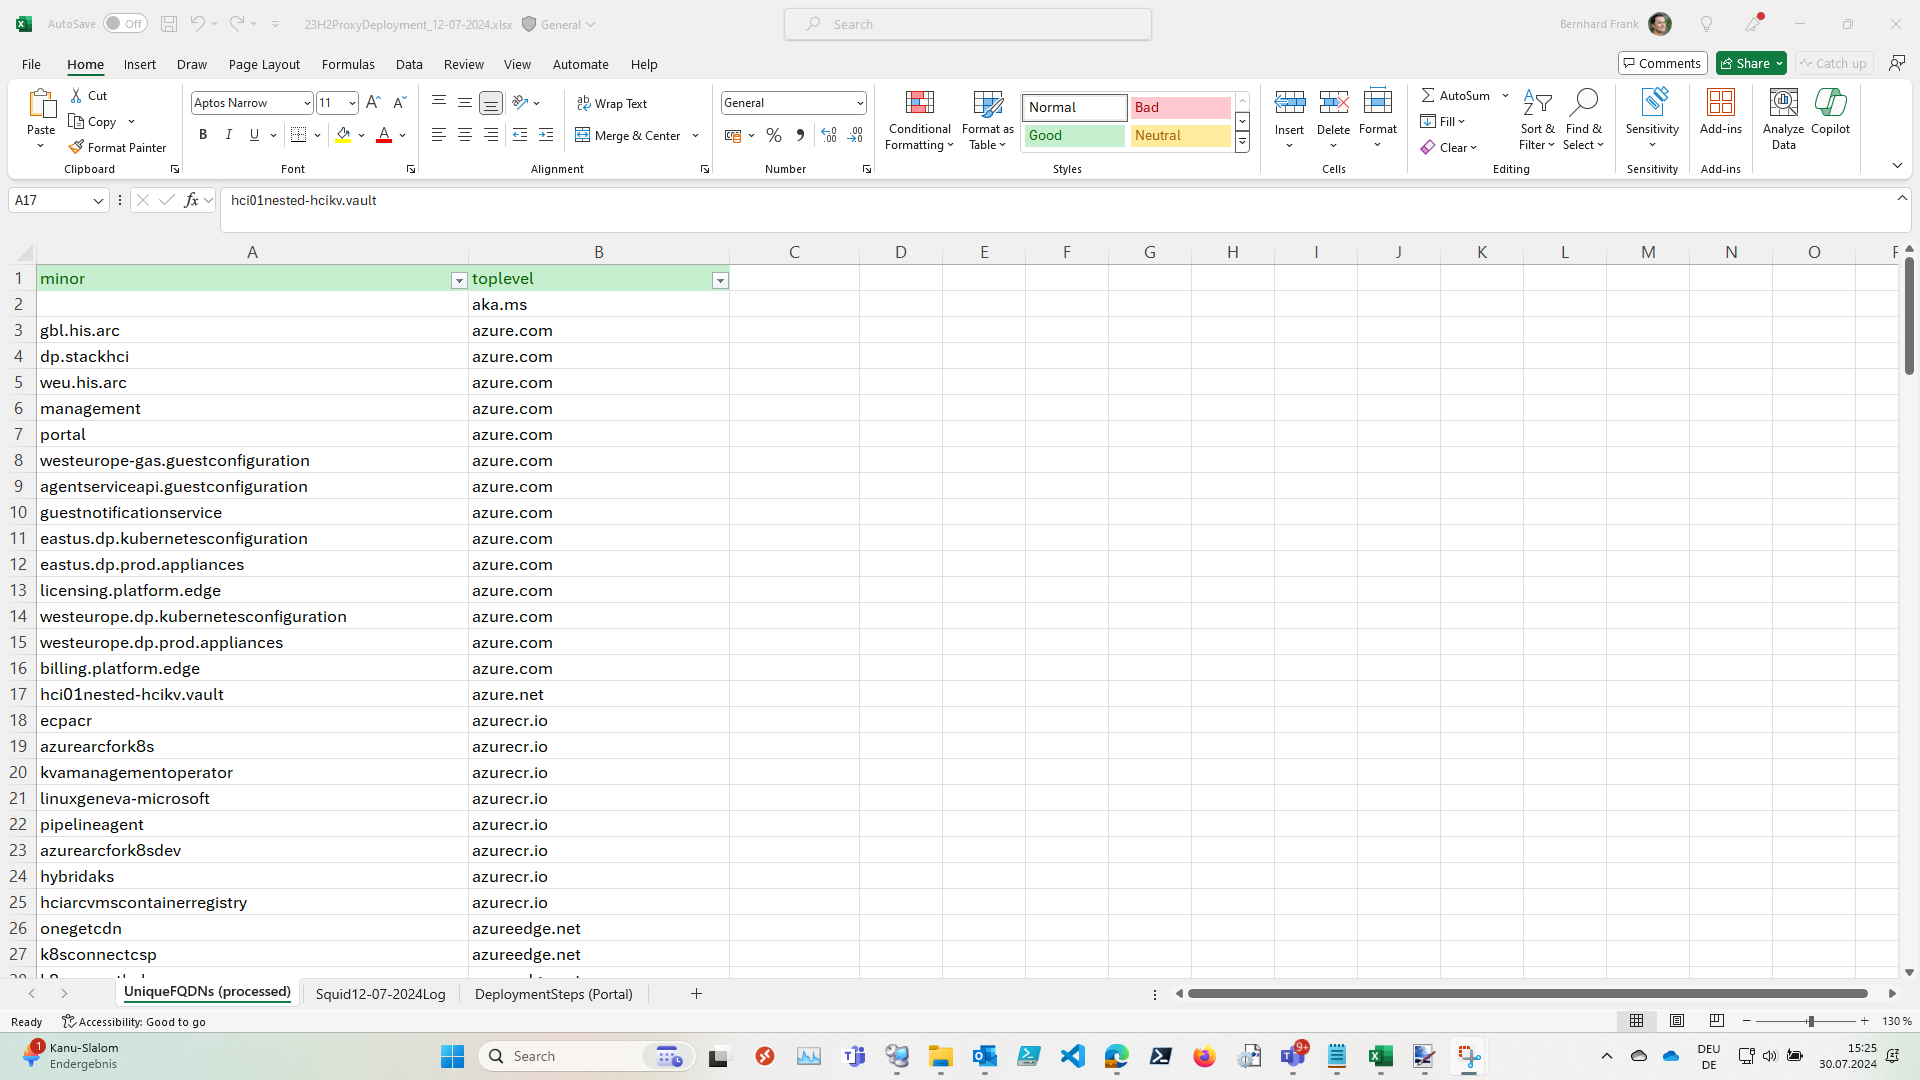 AutoSave Off 23H2ProxyDeployment_12-07-2024.xlsx General Search Bernhard Frank
File Home Insert Draw Page Layout Formulas Data Review View Automate Help Comments Share Catch up
Paste Cut Copy Format Painter Clipboard
Aptos Narrow 11 B I U A Font
Wrap Text Merge & Center Alignment
General % Number
Conditional Formatting Format as Table Normal Bad Good Neutral Styles
Insert Delete Format Cells
AutoSum Fill Clear Sort & Filter Find & Select Editing
Sensitivity Sensitivity
Add-ins Add-ins
Analyze Data Copilot
A17 fx hci01nested-hcikv.vault
A B C D E F G H I J K L M N O
1 minor toplevel
2 aka.ms
3 gbl.his.arc azure.com
4 dp.stackhci azure.com
5 weu.his.arc azure.com
6 management azure.com
7 portal azure.com
8 westeurope-gas.guestconfiguration azure.com
9 agentserviceapi.guestconfiguration azure.com
10 guestnotificationservice azure.com
11 eastus.dp.kubernetesconfiguration azure.com
12 eastus.dp.prod.appliances azure.com
13 licensing.platform.edge azure.com
14 westeurope.dp.kubernetesconfiguration azure.com
15 westeurope.dp.prod.appliances azure.com
16 billing.platform.edge azure.com
17 hci01nested-hcikv.vault azure.net
18 ecpacr azurecr.io
19 azurearcfork8s azurecr.io
20 kvamanagementoperator azurecr.io
21 linuxgeneva-microsoft azurecr.io
22 pipelineagent azurecr.io
23 azurearcfork8sdev azurecr.io
24 hybridaks azurecr.io
25 hciarcvmscontainerregistry azurecr.io
26 onegetcdn azureedge.net
27 k8sconnectcsp azureedge.net
UniqueFQDNs (processed) Squid12-07-2024Log DeploymentSteps (Portal)
Ready Accessibility: Good to go 130 %
1 Kanu-Slalom
Endergebnis
Search 9+
DEU
DE
15:25
30.07.2024